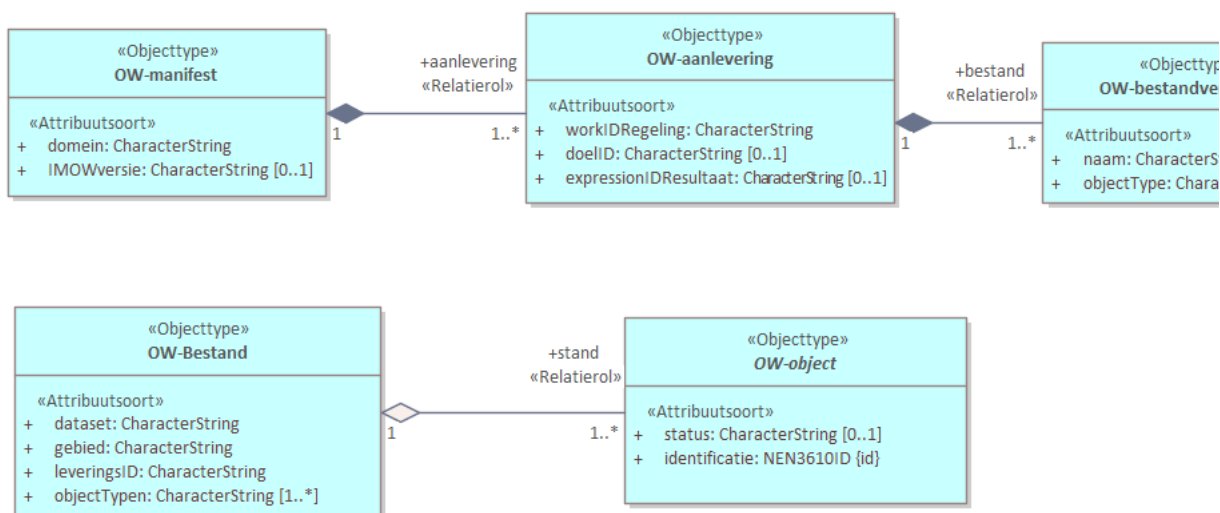 «Objecttype»
OW-manifest
«Attribuutsoort»
+ domein: CharacterString
+ IMOWversie: CharacterString [0..1]
1
+aanlevering
«Relatierol»
1..*
«Objecttype»
OW-aanlevering
«Attribuutsoort»
+ workIDRegeling: CharacterString
+ doelID: CharacterString [0..1]
+ expressionIDResultaat: CharacterString [0..1]
1
+bestand
«Relatierol»
1..*
«Objecttyp
OW-bestandve
«Attribuutsoort»
+ naam: CharacterSt
+ objectType: Chara
«Objecttype»
OW-Bestand
«Attribuutsoort»
+ dataset: CharacterString
+ gebied: CharacterString
+ leveringsID: CharacterString
+ objectTypen: CharacterString [1..*]
1
+stand
«Relatierol»
1..*
«Objecttype»
OW-object
«Attribuutsoort»
+ status: CharacterString [0..1]
+ identificatie: NEN3610ID {id}